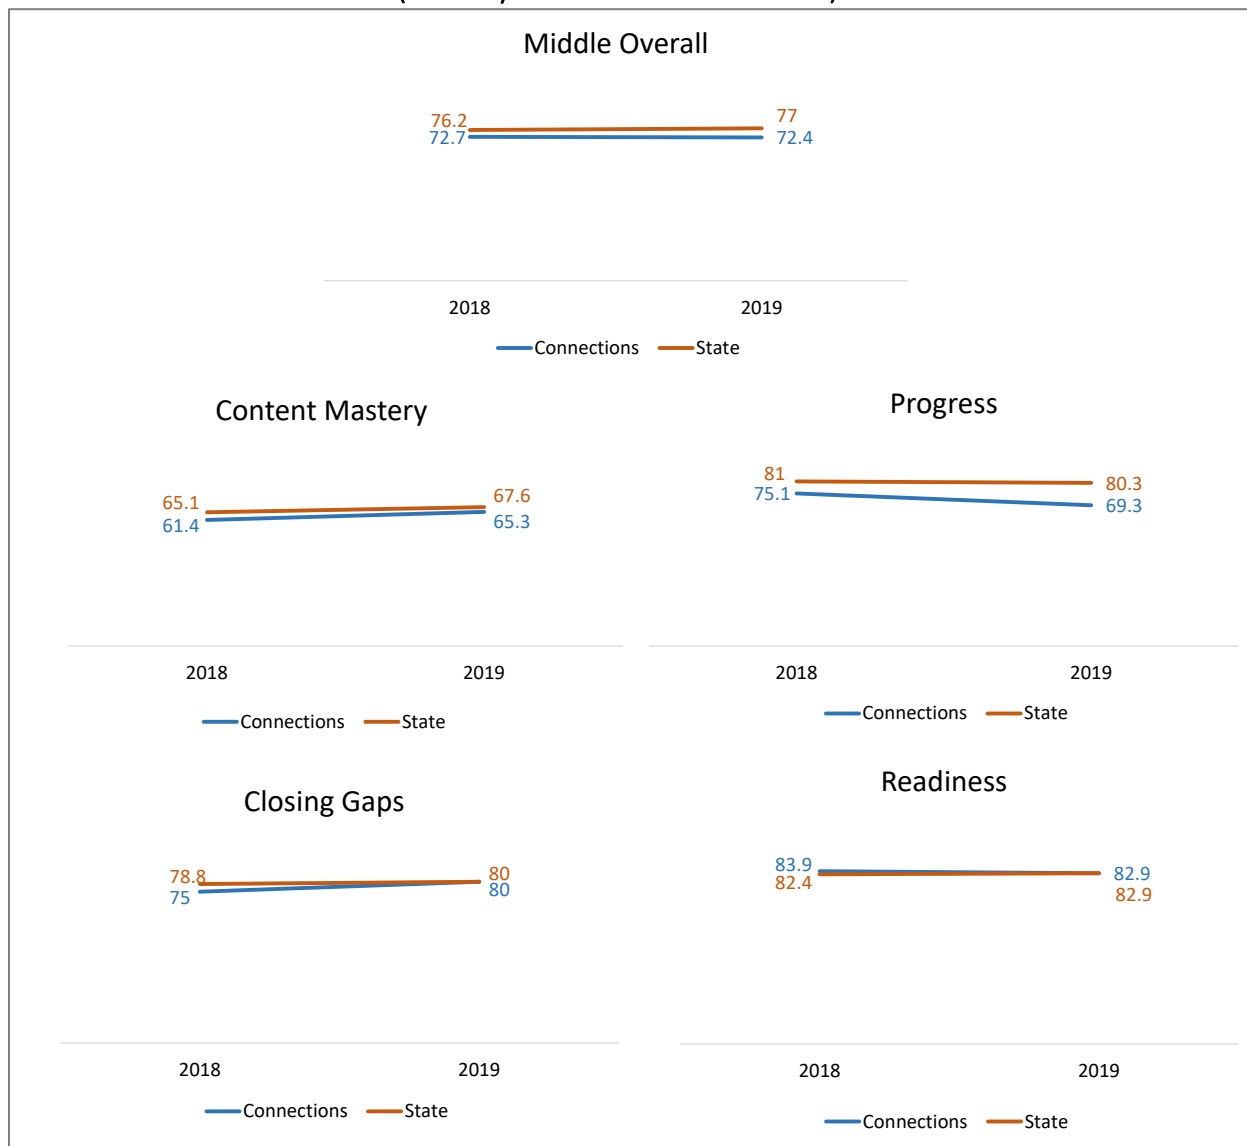 Middle Overall
76.2 77
72.7 72.4
2018 2019
Connections State
Content Mastery
65.1 67.6
61.4 65.3
2018 2019
Connections State
Progress
81 80.3
75.1 69.3
2018 2019
Connections State
Closing Gaps
78.8 80
75 80
2018 2019
Connections State
Readiness
83.9 82.9
82.4 82.9
2018 2019
Connections State